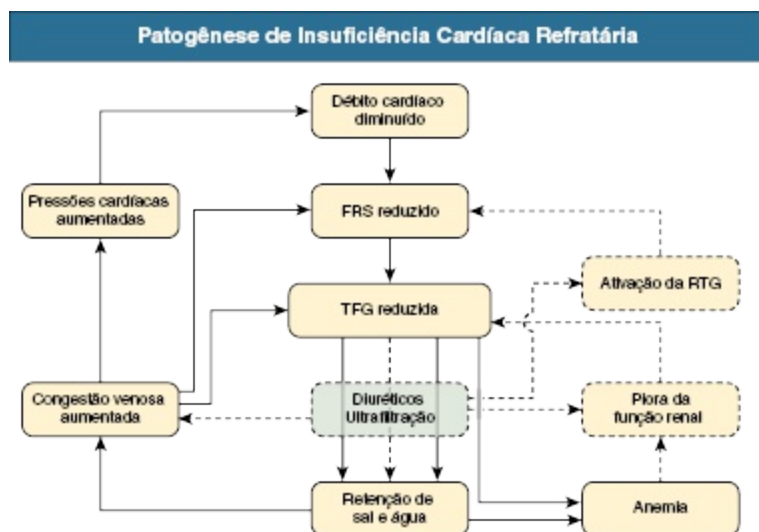 Patogênese de Insuficiência Cardíaca Refratária
Débito cardíaco
diminuído
Pressões cardíacas
aumentadas
FRS reduzido
Ativação da RTG
TFG reduzida
Congestão venosa
aumentada
Diuréticos
Ultrafiltração
Piora da
função renal
Retenção de
sal e água
Anemia